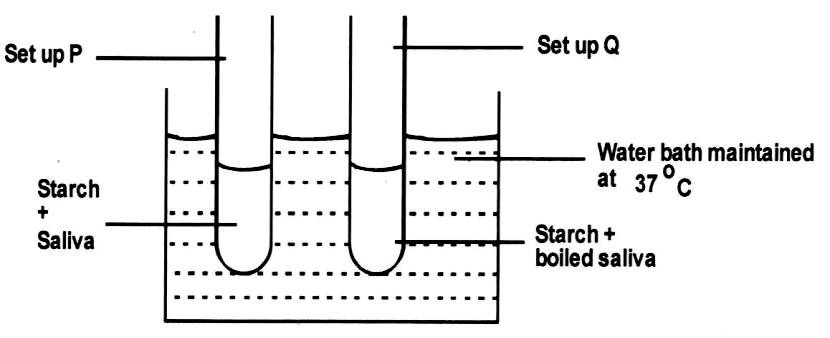 Set up P
Set up Q
Water bath maintained
at 37 °C
Starch
+
Saliva
Starch +
boiled saliva